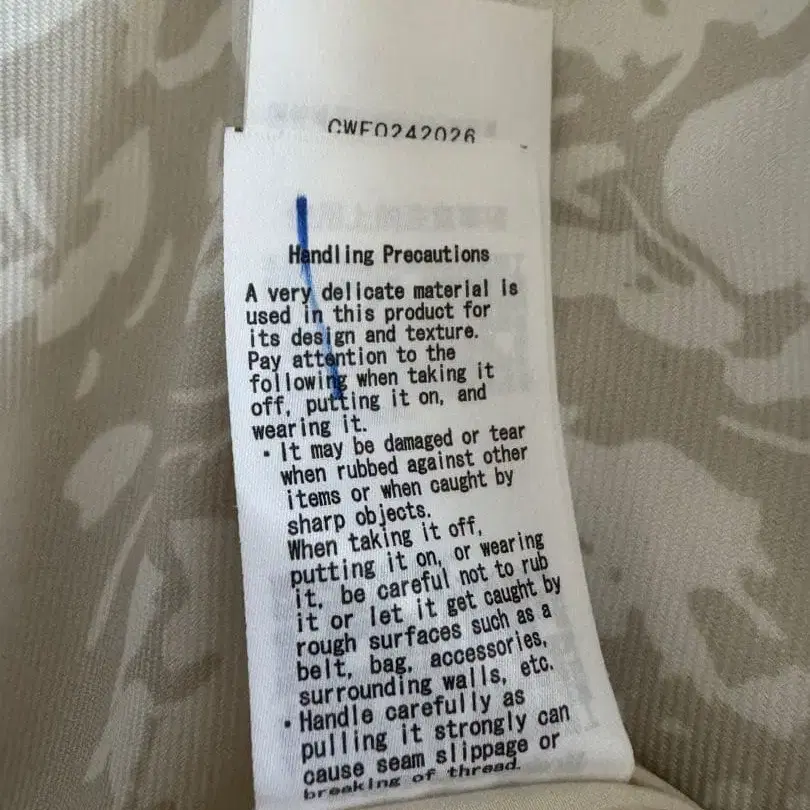 CWFO242026
Handling Precautions
A very delicate material is
used in this product for
its design and texture.
Pay attention to the
following when taking it
off, putting it on, and
wearing it.
・It may be damaged or tear
when rubbed against other
items or when caught by
sharp objects.
When taking it off,
putting it on, or wearing
it, be careful not to rub
it or let it get caught by
rough surfaces such as a
belt, bag, accessories,
surrounding walls, etc.
・Handle carefully as
pulling it strongly can
cause seam slippage or
breaking of thread.